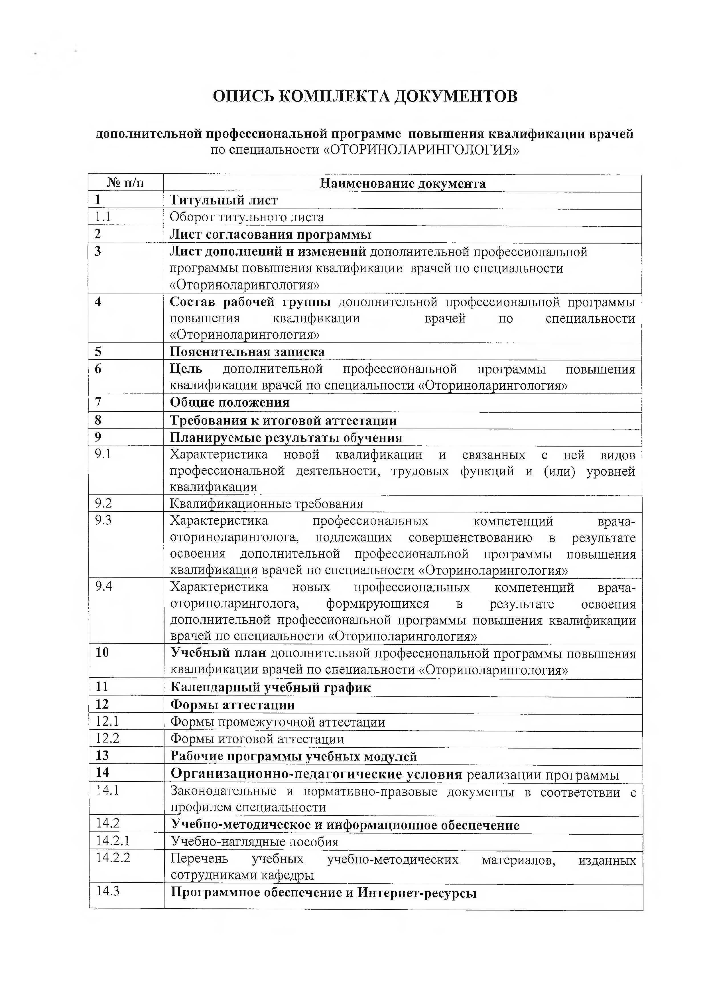 ОПИСЬ КОМПЛЕКТА ДОКУМЕНТОВ
дополнительной профессиональной программе повышения квалификации врачей
по специальности «ОТОРИНОЛАРИНГОЛОГИЯ»
№ п/п Наименование документа
1 Титульный лист
1.1 Оборот титульного листа
2 Лист согласования программы
3 Лист дополнений и изменений дополнительной профессиональной
программы повышения квалификации врачей по специальности
«Оториноларингология»
4 Состав рабочей группы дополнительной профессиональной программы
повышения квалификации врачей по специальности
«Оториноларингология»
5 Пояснительная записка
6 Цель дополнительной профессиональной программы повышения
квалификации врачей по специальности «Оториноларингология»
7 Общие положения
8 Требования к итоговой аттестации
9 Планируемые результаты обучения
9.1 Характеристика новой квалификации и связанных с ней видов
профессиональной деятельности, трудовых функций и (или) уровней
квалификации
9.2 Квалификационные требования
9.3 Характеристика профессиональных компетенций врача-
оториноларинголога, подлежащих совершенствованию в результате
освоения дополнительной профессиональной программы повышения
квалификации врачей по специальности «Оториноларингология»
9.4 Характеристика новых профессиональных компетенций врача-
оториноларинголога, формирующихся в результате освоения
дополнительной профессиональной программы повышения квалификации
врачей по специальности «Оториноларингология»
10 Учебный план дополнительной профессиональной программы повышения
квалификации врачей по специальности «Оториноларингология»
11 Календарный учебный график
12 Формы аттестации
12.1 Формы промежуточной аттестации
12.2 Формы итоговой аттестации
13 Рабочие программы учебных модулей
14 Организационно-педагогические условия реализации программы
14.1 Законодательные и нормативно-правовые документы в соответствии с
профилем специальности
14.2 Учебно-методическое и информационное обеспечение
14.2.1 Учебно-наглядные пособия
14.2.2 Перечень учебных учебно-методических материалов, изданных
сотрудниками кафедры
14.3 Программное обеспечение и Интернет-ресурсы